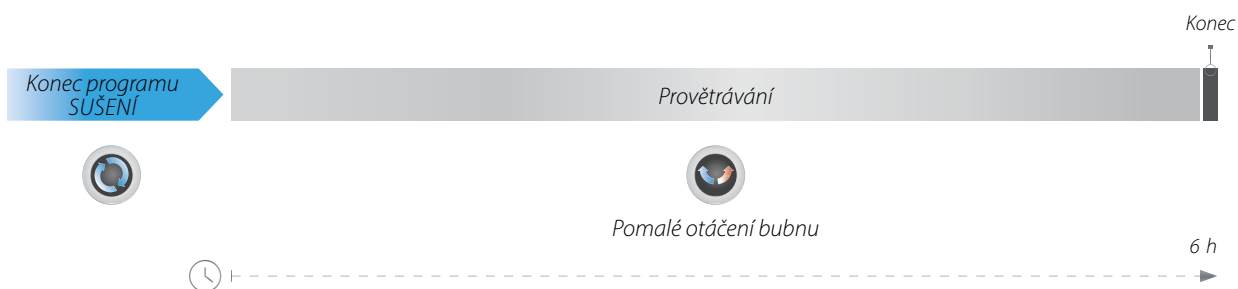 Konec
Konec programu
SUŠENÍ
Provětrávání
Pomalé otáčení bubnu
6 h